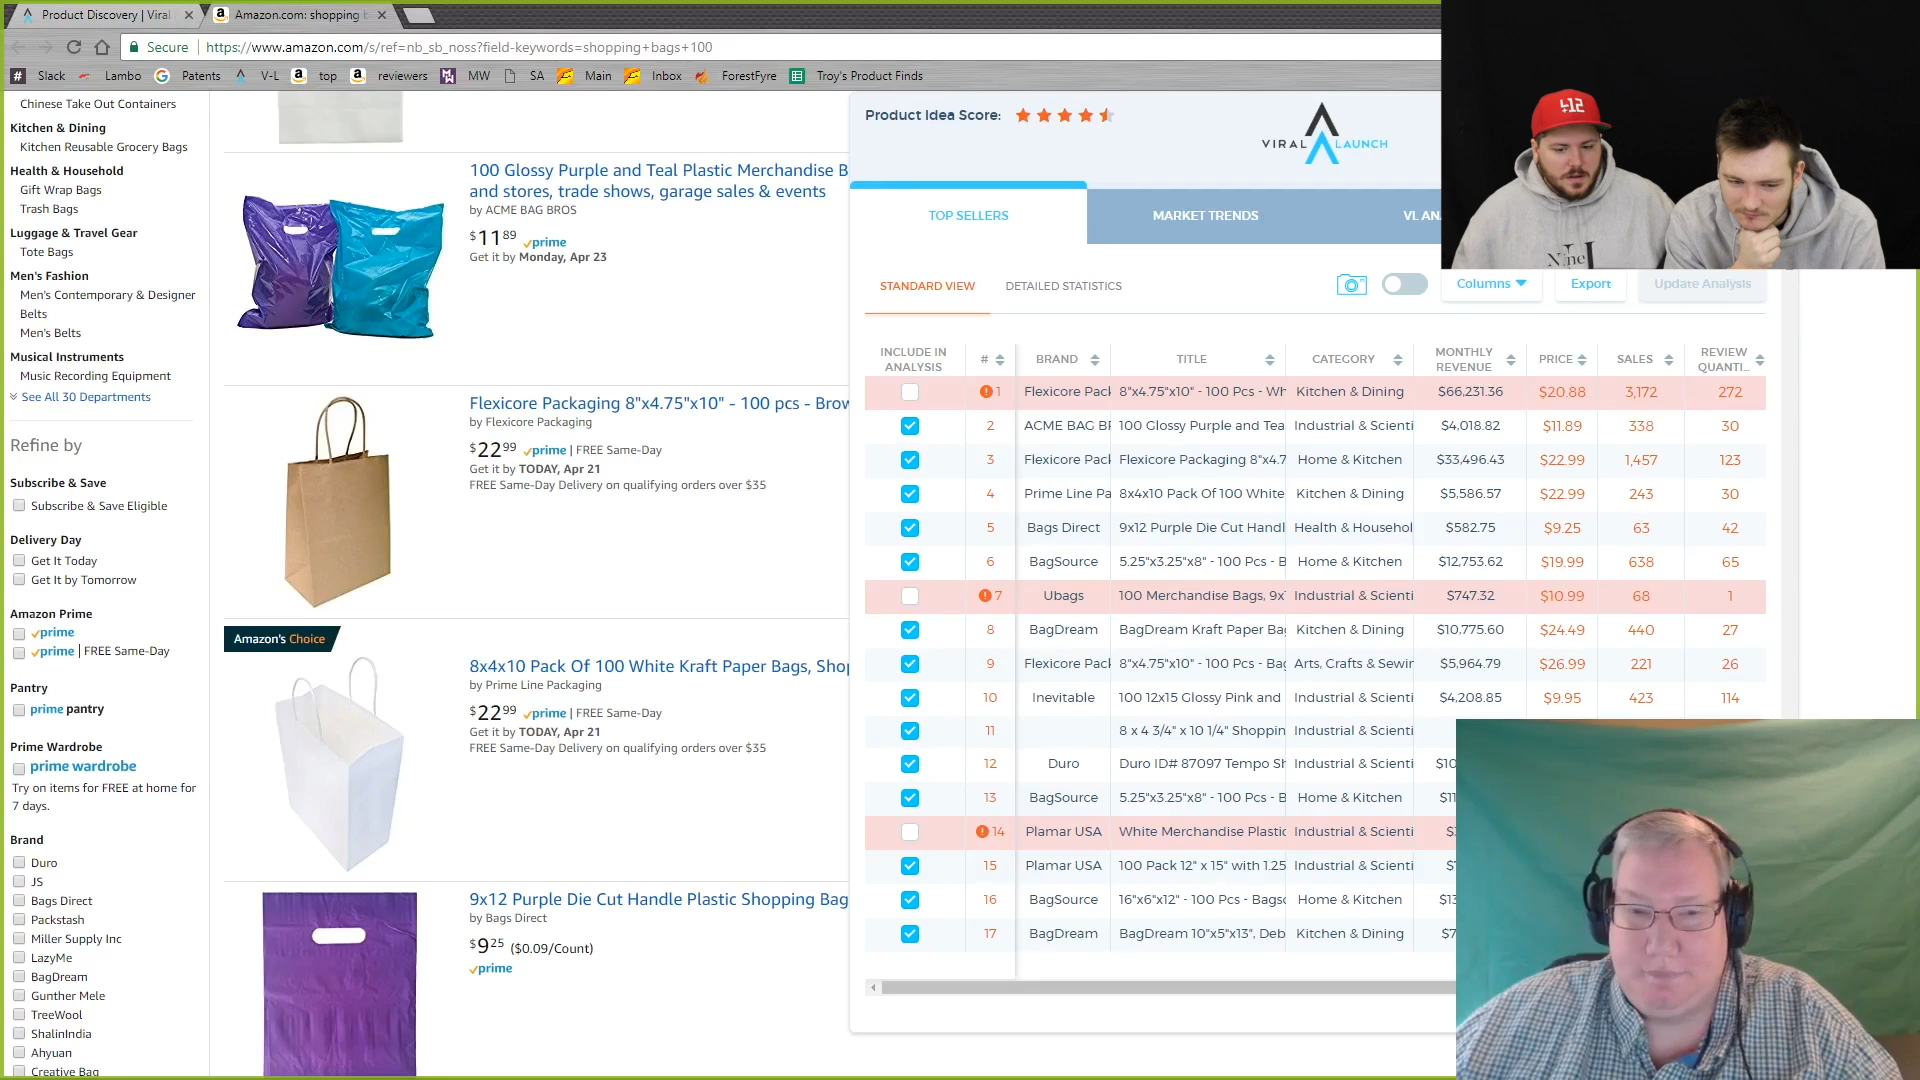 Product Discovery | Viral
Amazon.com: shopping b
Secure
https://www.amazon.com/s/ref=nb_sb_noss?field-keywords=shopping+bags+100
Slack
Lambo
Patents
V-L
top
reviewers
MW
SA
Main
Inbox
ForestFyre
Troy's Product Finds
Chinese Take Out Containers
Kitchen & Dining
Kitchen Reusable Grocery Bags
Health & Household
Gift Wrap Bags
Trash Bags
Luggage & Travel Gear
Tote Bags
Men's Fashion
Men's Contemporary & Designer
Belts
Men's Belts
Musical Instruments
Music Recording Equipment
See All 30 Departments
Refine by
Subscribe & Save
Subscribe & Save Eligible
Delivery Day
Get It Today
Get It by Tomorrow
Amazon Prime
prime
prime | FREE Same-Day
Pantry
prime pantry
Prime Wardrobe
prime wardrobe
Try on items for FREE at home for
7 days.
Brand
Duro
JS
Bags Direct
Packstash
Miller Supply Inc
LazyMe
BagDream
Gunther Mele
TreeWool
ShalinIndia
Ahyuan
Creative Bag
100 Glossy Purple and Teal Plastic Merchandise B
and stores, trade shows, garage sales & events
by ACME BAG BROS
$11 89 prime
Get it by Monday, Apr 23
Flexicore Packaging 8"x4.75"x10" - 100 pcs - Brow
by Flexicore Packaging
$22 99 prime | FREE Same-Day
Get it by TODAY, Apr 21
FREE Same-Day Delivery on qualifying orders over $35
Amazon's Choice
8x4x10 Pack Of 100 White Kraft Paper Bags, Shop
by Prime Line Packaging
$22 99 prime | FREE Same-Day
Get it by TODAY, Apr 21
FREE Same-Day Delivery on qualifying orders over $35
9x12 Purple Die Cut Handle Plastic Shopping Bag
by Bags Direct
$9 25 ($0.09/Count)
prime
Product Idea Score:
VIRAL LAUNCH
TOP SELLERS
MARKET TRENDS
VL AN
STANDARD VIEW
DETAILED STATISTICS
Columns
Export
Update Analysis
INCLUDE IN ANALYSIS # BRAND TITLE CATEGORY MONTHLY REVENUE PRICE SALES REVIEW QUANTI...
1 Flexicore Pack 8"x4.75"x10" - 100 Pcs - Wh Kitchen & Dining $66,231.36 $20.88 3,172 272
2 ACME BAG BR 100 Glossy Purple and Tea Industrial & Scienti $4,018.82 $11.89 338 30
3 Flexicore Pack Flexicore Packaging 8"x4.7 Home & Kitchen $33,496.43 $22.99 1,457 123
4 Prime Line Pa 8x4x10 Pack Of 100 White Kitchen & Dining $5,586.57 $22.99 243 30
5 Bags Direct 9x12 Purple Die Cut Handl Health & Househol $582.75 $9.25 63 42
6 BagSource 5.25"x3.25"x8" - 100 Pcs - B Home & Kitchen $12,753.62 $19.99 638 65
7 Ubags 100 Merchandise Bags, 9x1 Industrial & Scienti $747.32 $10.99 68 1
8 BagDream BagDream Kraft Paper Ba Kitchen & Dining $10,775.60 $24.49 440 27
9 Flexicore Pack 8"x4.75"x10" - 100 Pcs - Bag Arts, Crafts & Sewin $5,964.79 $26.99 221 26
10 Inevitable 100 12x15 Glossy Pink and Industrial & Scienti $4,208.85 $9.95 423 114
11 8 x 4 3/4" x 10 1/4" Shoppin Industrial & Scienti
12 Duro Duro ID# 87097 Tempo Sh Industrial & Scienti $10
13 BagSource 5.25"x3.25"x8" - 100 Pcs - B Home & Kitchen $11
14 Plamar USA White Merchandise Plastic Industrial & Scienti
15 Plamar USA 100 Pack 12" x 15" with 1.25 Industrial & Scienti
16 BagSource 16"x6"x12" - 100 Pcs - Bagso Home & Kitchen $13
17 BagDream BagDream 10"x5"x13", Deb Kitchen & Dining $7
412
Nine